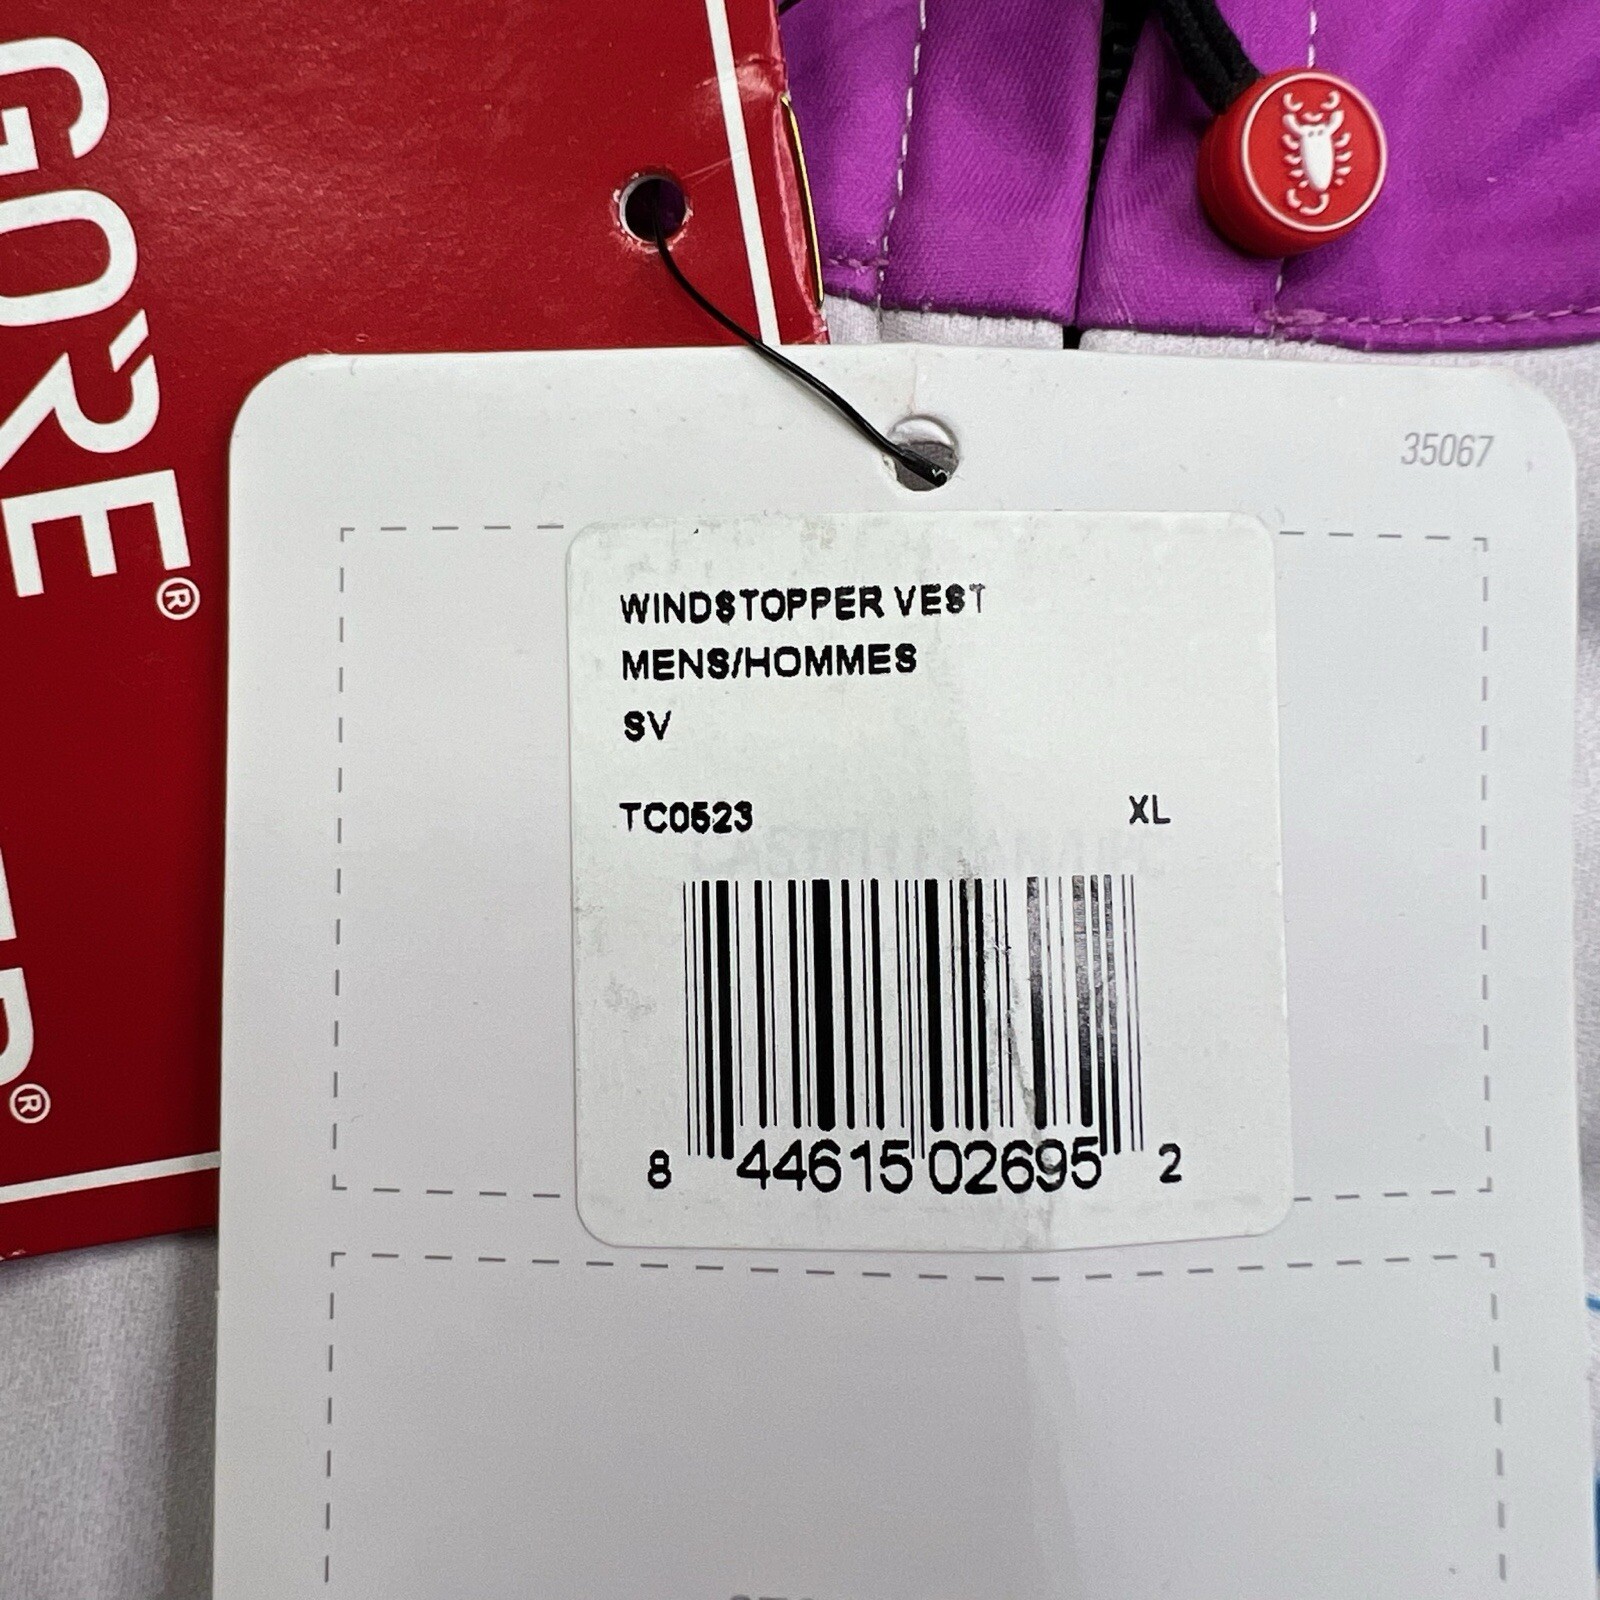 GORE®
®
35067
WINDSTOPPER VEST
MENS/HOMMES
SV
TC0523 XL
8 44615 02695 2